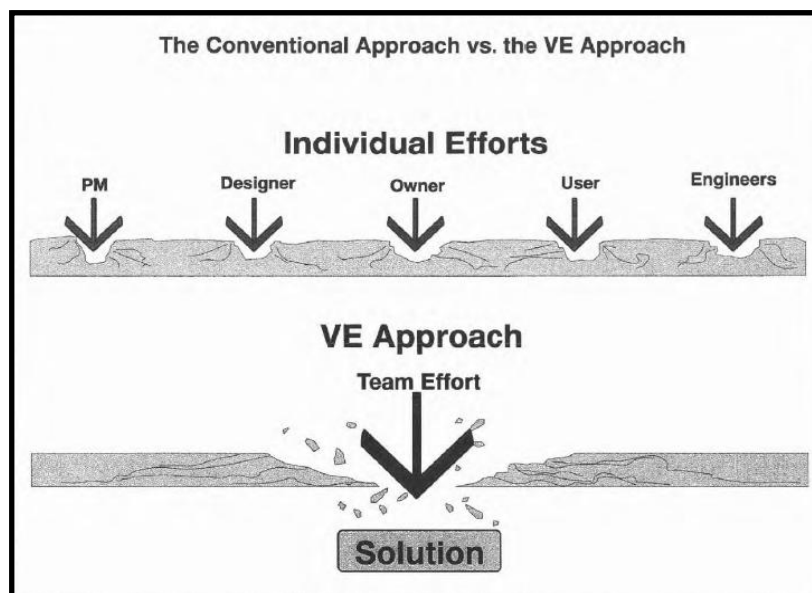 The Conventional Approach vs. the VE Approach
Individual Efforts
PM Designer Owner User Engineers
VE Approach
Team Effort
Solution